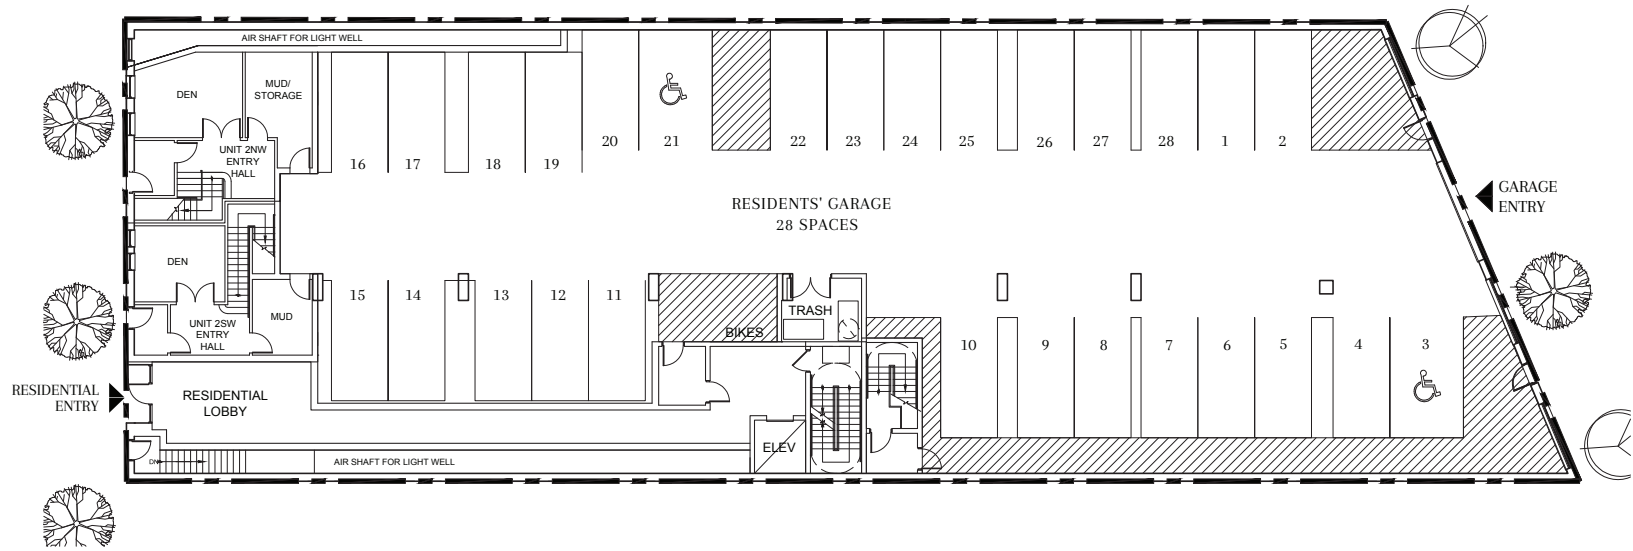 AIR SHAFT FOR LIGHT WELL
DEN
MUD/
STORAGE
UNIT 2NW
ENTRY
HALL
16
17
18
19
20
21
22
23
24
25
26
27
28
1
2
RESIDENTS' GARAGE
28 SPACES
GARAGE
ENTRY
DEN
UNIT 2SW
ENTRY
HALL
MUD
15
14
13
12
11
BIKES
TRASH
10
9
8
7
6
5
4
3
RESIDENTIAL
ENTRY
RESIDENTIAL
LOBBY
ELEV
DN
AIR SHAFT FOR LIGHT WELL